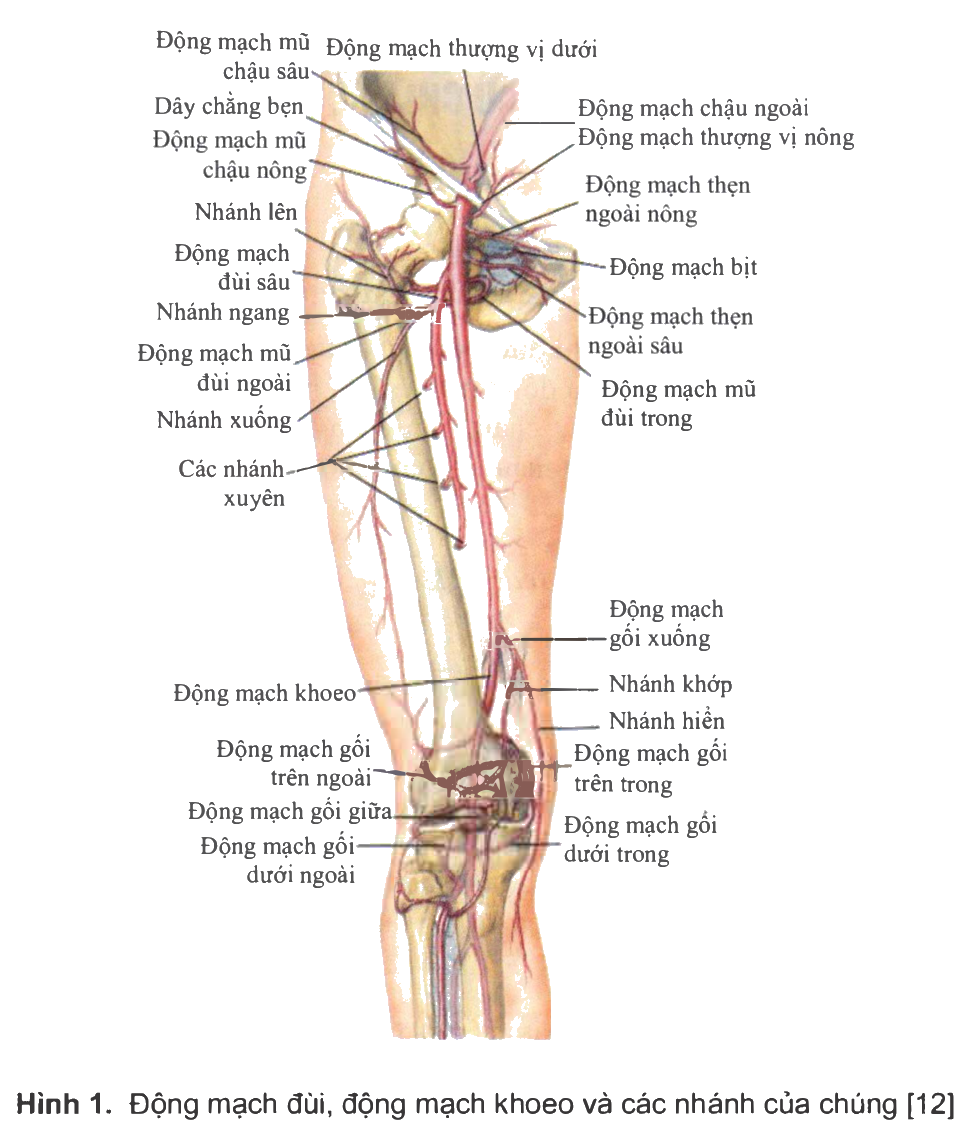 Động mạch mũ
chậu sâu
Động mạch thượng vị dưới
Dây chằng bẹn
Động mạch mũ
chậu nông
Nhánh lên
Động mạch
đùi sâu
Nhánh ngang
Động mạch mũ
đùi ngoài
Nhánh xuống
Các nhánh
xuyên
Động mạch chậu ngoài
Động mạch thượng vị nông
Động mạch thẹn
ngoài nông
Động mạch bịt
Động mạch thẹn
ngoài sâu
Động mạch mũ
đùi trong
Động mạch
gối xuống
Động mạch khoeo
Nhánh khớp
Nhánh hiển
Động mạch gối
trên ngoài
Động mạch gối
trên trong
Động mạch gối giữa
Động mạch gối
dưới ngoài
Động mạch gối
dưới trong
Hình 1. Động mạch đùi, động mạch khoeo và các nhánh của chúng [12]